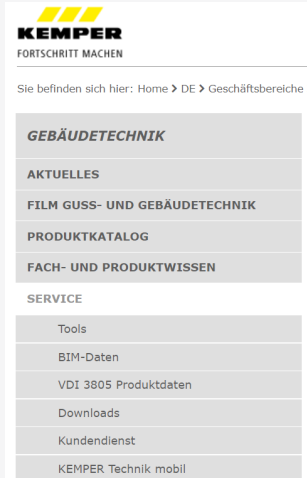 KEMPER
FORTSCHRITT MACHEN
Sie befinden sich hier: Home > DE > Geschäftsbereiche
GEBÄUDETECHNIK
AKTUELLES
FILM GUSS- UND GEBÄUDETECHNIK
PRODUKTKATALOG
FACH- UND PRODUKTWISSEN
SERVICE
Tools
BIM-Daten
VDI 3805 Produktdaten
Downloads
Kundendienst
KEMPER Technik mobil